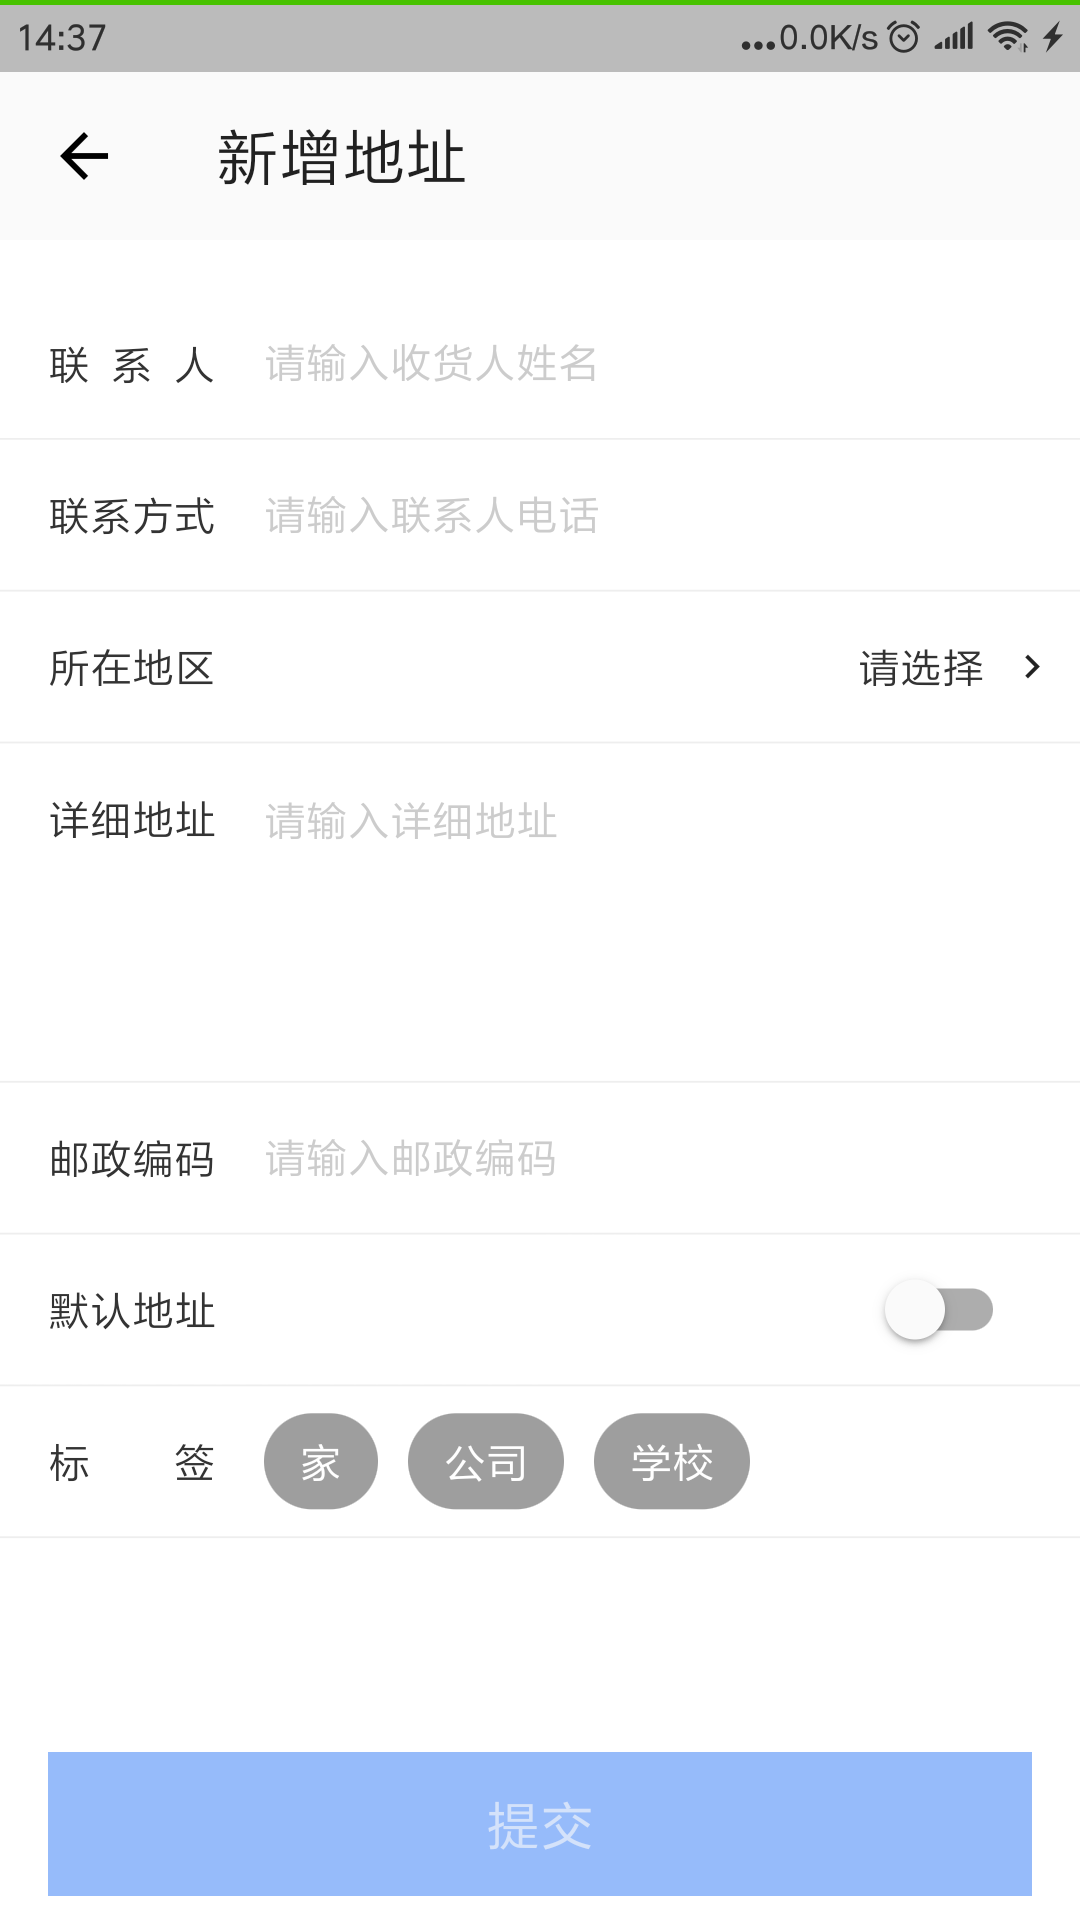 14:37 ...0.0K/s
新增地址
联系人 请输入收货人姓名
联系方式 请输入联系人电话
所在地区 请选择
详细地址 请输入详细地址
邮政编码 请输入邮政编码
默认地址
标签 家 公司 学校
提交